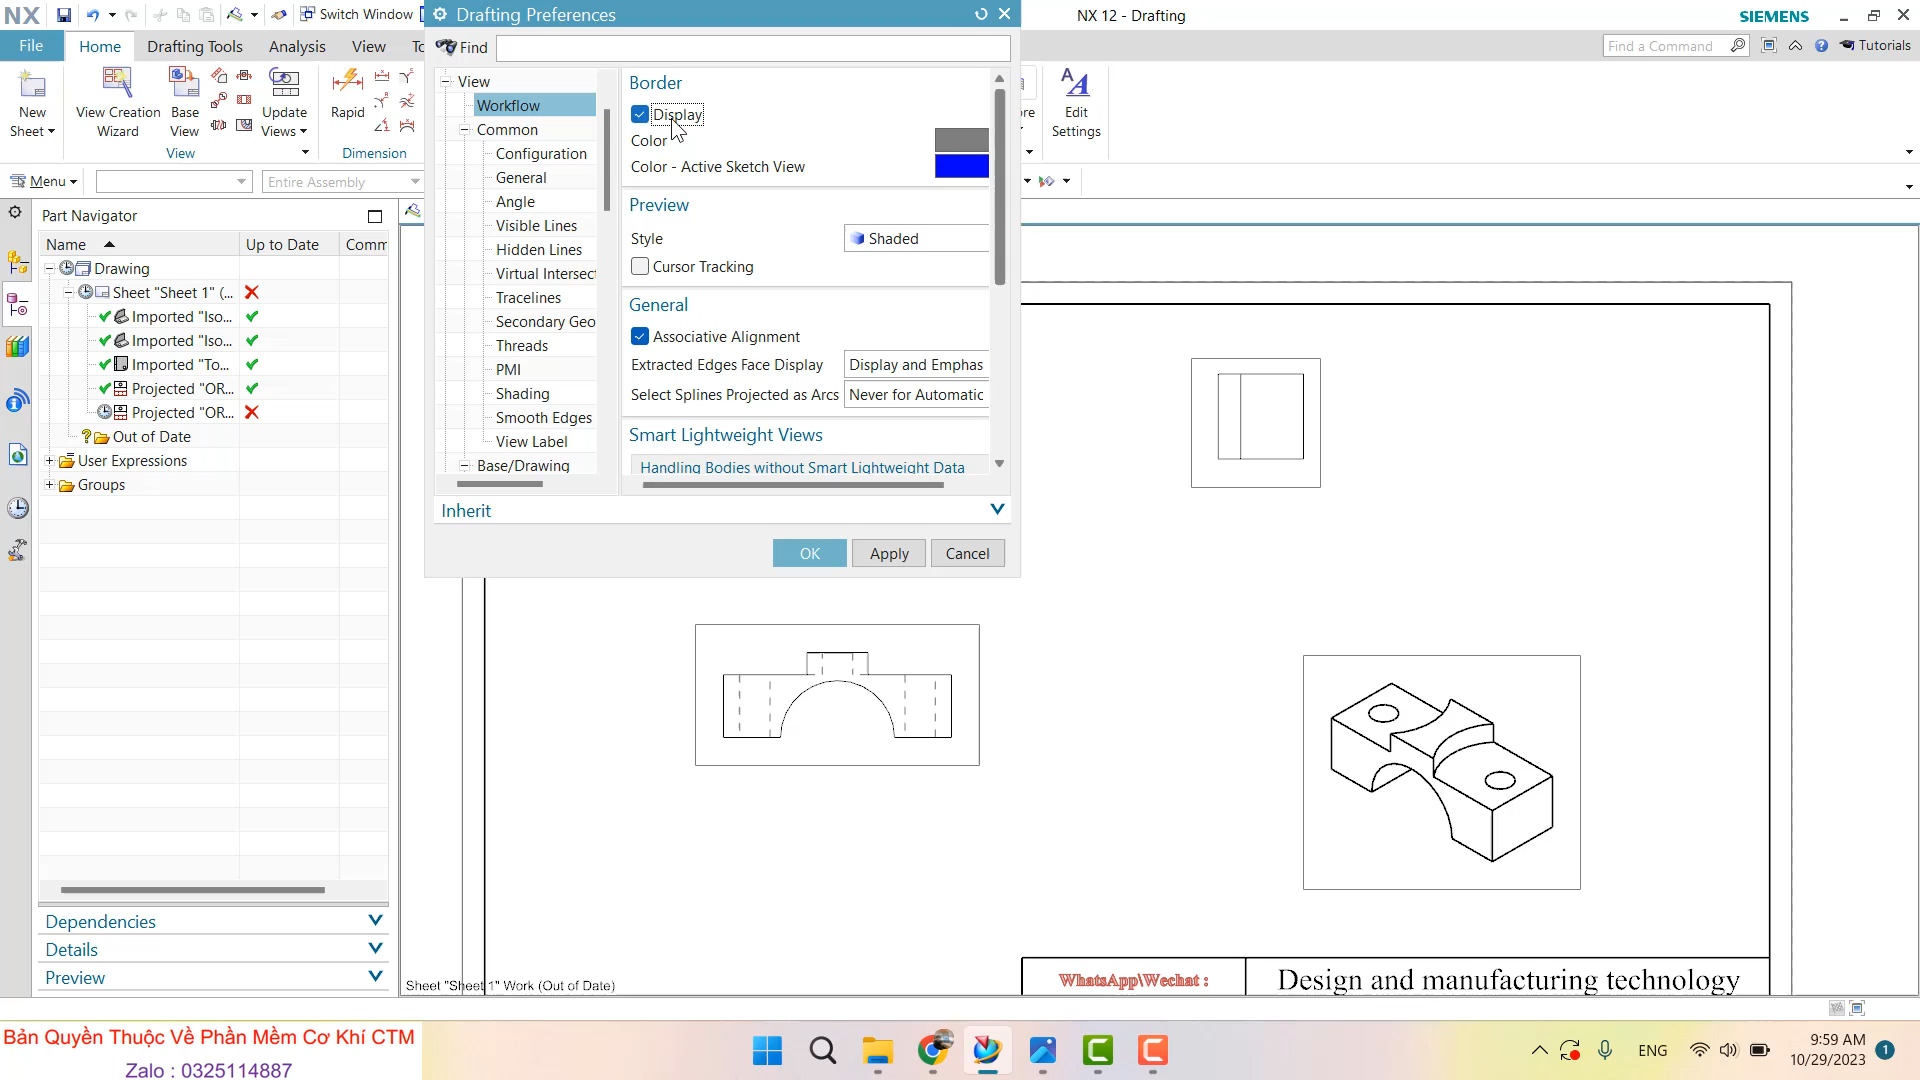 NX
Switch Window
Drafting Preferences
NX 12 - Drafting
SIEMENS
File
Home
Drafting Tools
Analysis
View
Find
Find a Command
Tutorials
New
Sheet
View Creation
Wizard
Base
View
Update
Views
Rapid
Edit
Settings
View
Dimension
Menu
Entire Assembly
View
Workflow
Common
Configuration
General
Angle
Visible Lines
Hidden Lines
Virtual Intersect
Tracelines
Secondary Geo
Threads
PMI
Shading
Smooth Edges
View Label
Base/Drawing
Border
Display
Color
Color - Active Sketch View
Preview
Style
Shaded
Cursor Tracking
General
Associative Alignment
Extracted Edges Face Display
Display and Emphas
Select Splines Projected as Arcs
Never for Automatic
Smart Lightweight Views
Handling Bodies without Smart Lightweight Data
Inherit
OK
Apply
Cancel
Part Navigator
Name
Up to Date
Comm
Drawing
Sheet "Sheet 1" (...
Imported "Iso...
Imported "Iso...
Imported "To...
Projected "OR...
Projected "OR...
Out of Date
User Expressions
Groups
Dependencies
Details
Preview
Sheet "Sheet 1" Work (Out of Date)
WhatsApp\Wechat :
Design and manufacturing technology
Bản Quyền Thuộc Về Phần Mềm Cơ Khí CTM
Zalo : 0325114887
ENG
9:59 AM
10/29/2023
1